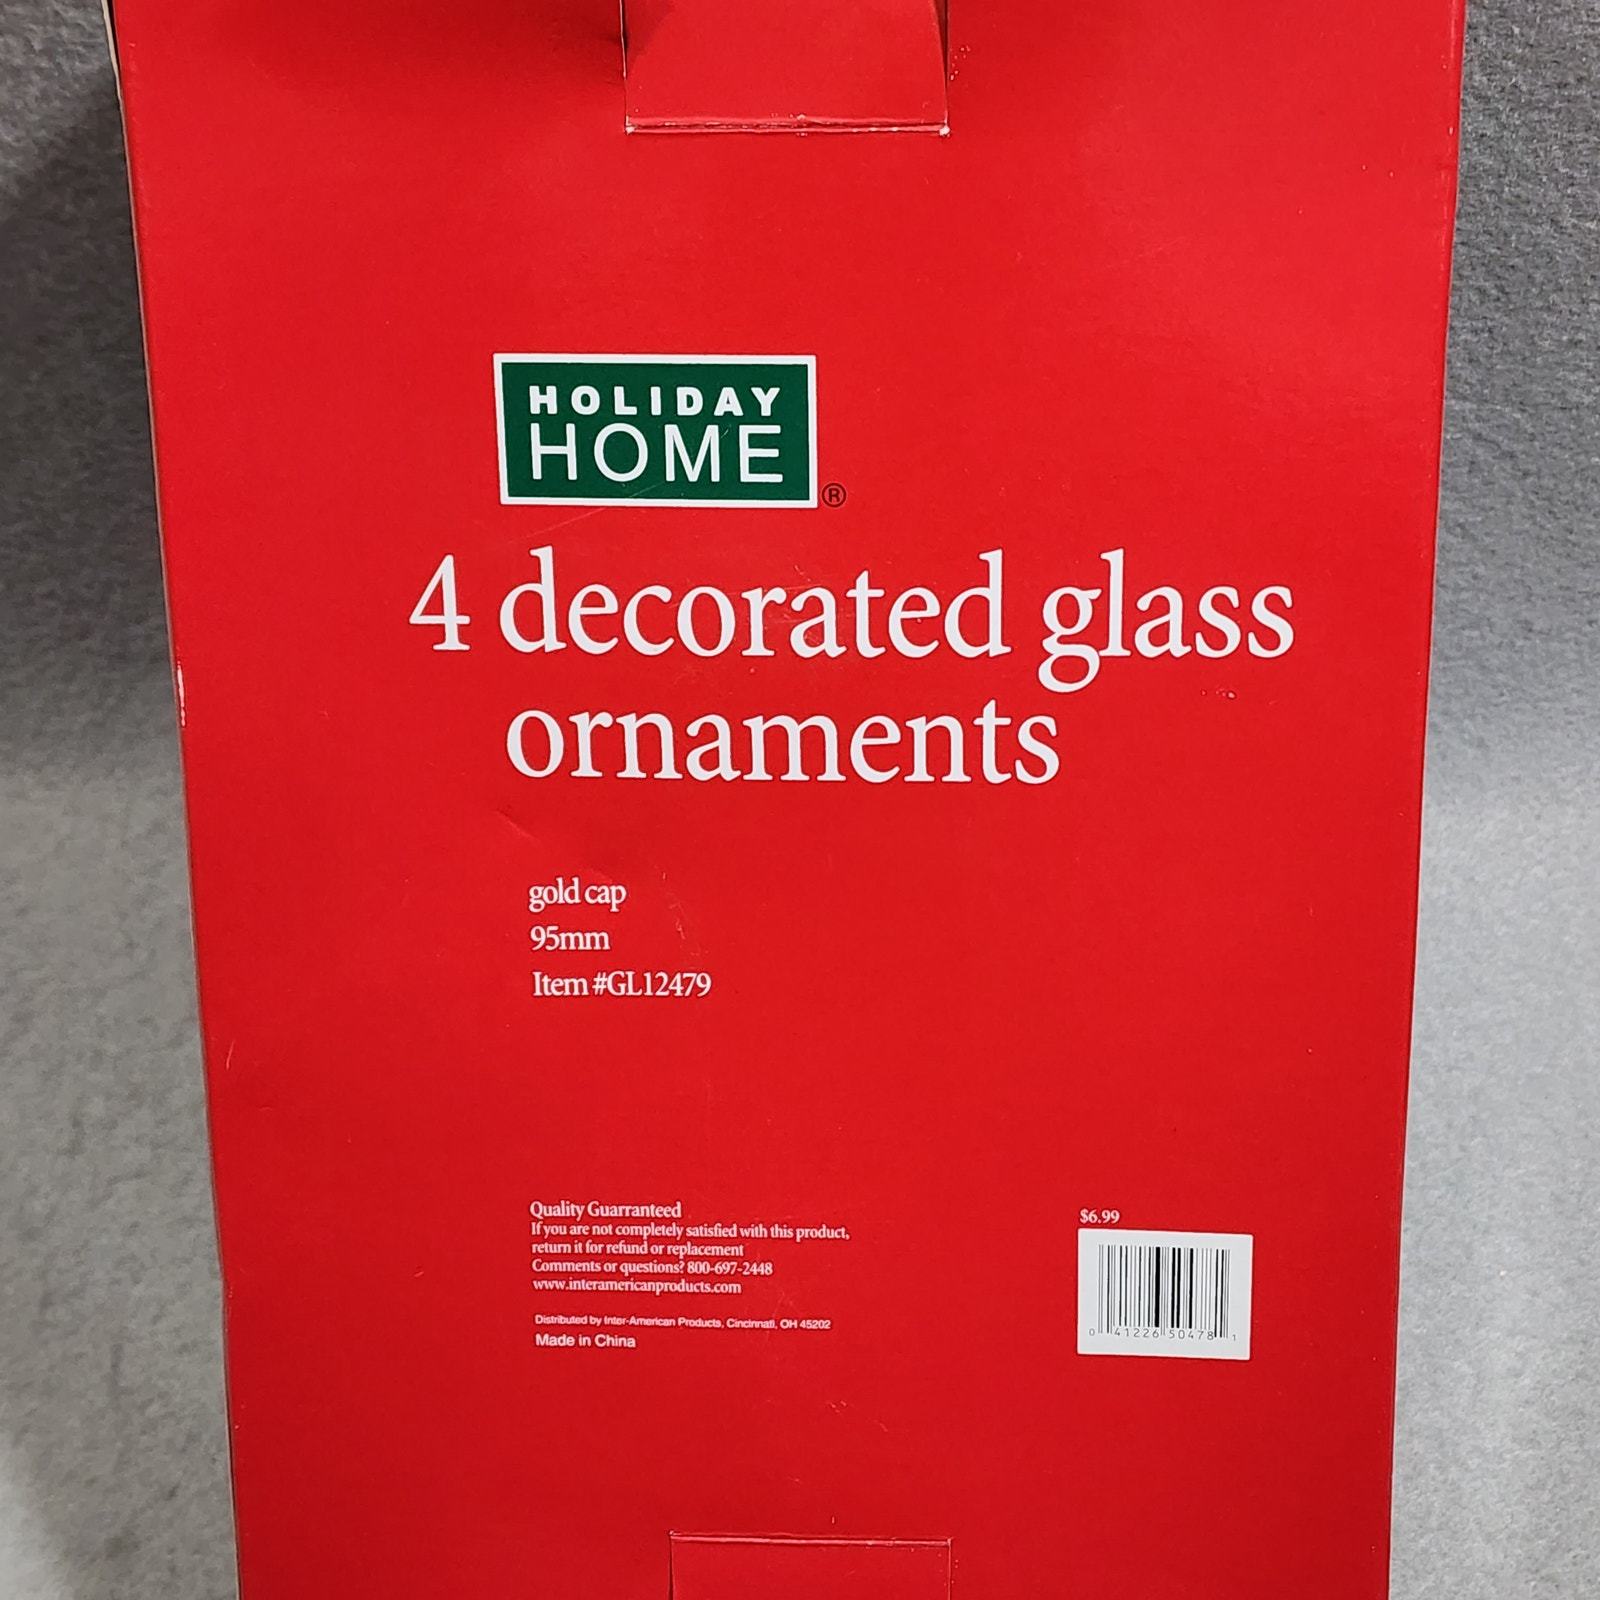 HOLIDAY
HOME
®
4 decorated glass
ornaments
gold cap
95mm
Item #GL12479
Quality Guarranteed
If you are not completely satisfied with this product,
return it for refund or replacement
Comments or questions? 800-697-2448
www.interamericanproducts.com
Distributed by Inter-American Products, Cincinnati, OH 45202
Made in China
$6.99
0 41226 50478 1